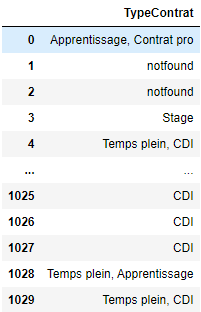 TypeContrat
0 Apprentissage, Contrat pro
1 notfound
2 notfound
3 Stage
4 Temps plein, CDI
... ...
1025 CDI
1026 CDI
1027 CDI
1028 Temps plein, Apprentissage
1029 Temps plein, CDI